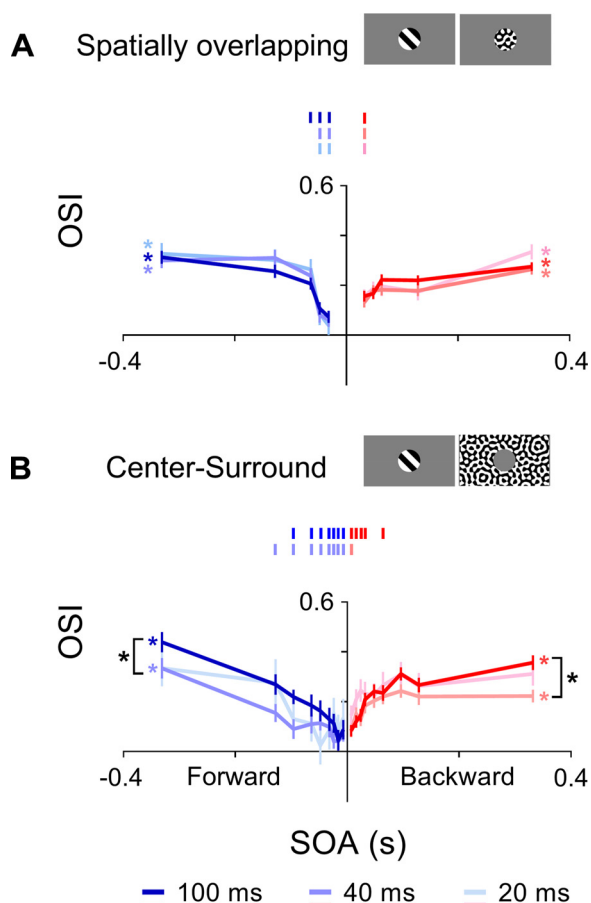 A Spatially overlapping
OSI
0.6
* * * * * *
-0.4 0.4
B Center-Surround
OSI
0.6
* * * * * *
-0.4 Forward Backward 0.4
SOA (s)
100 ms 40 ms 20 ms